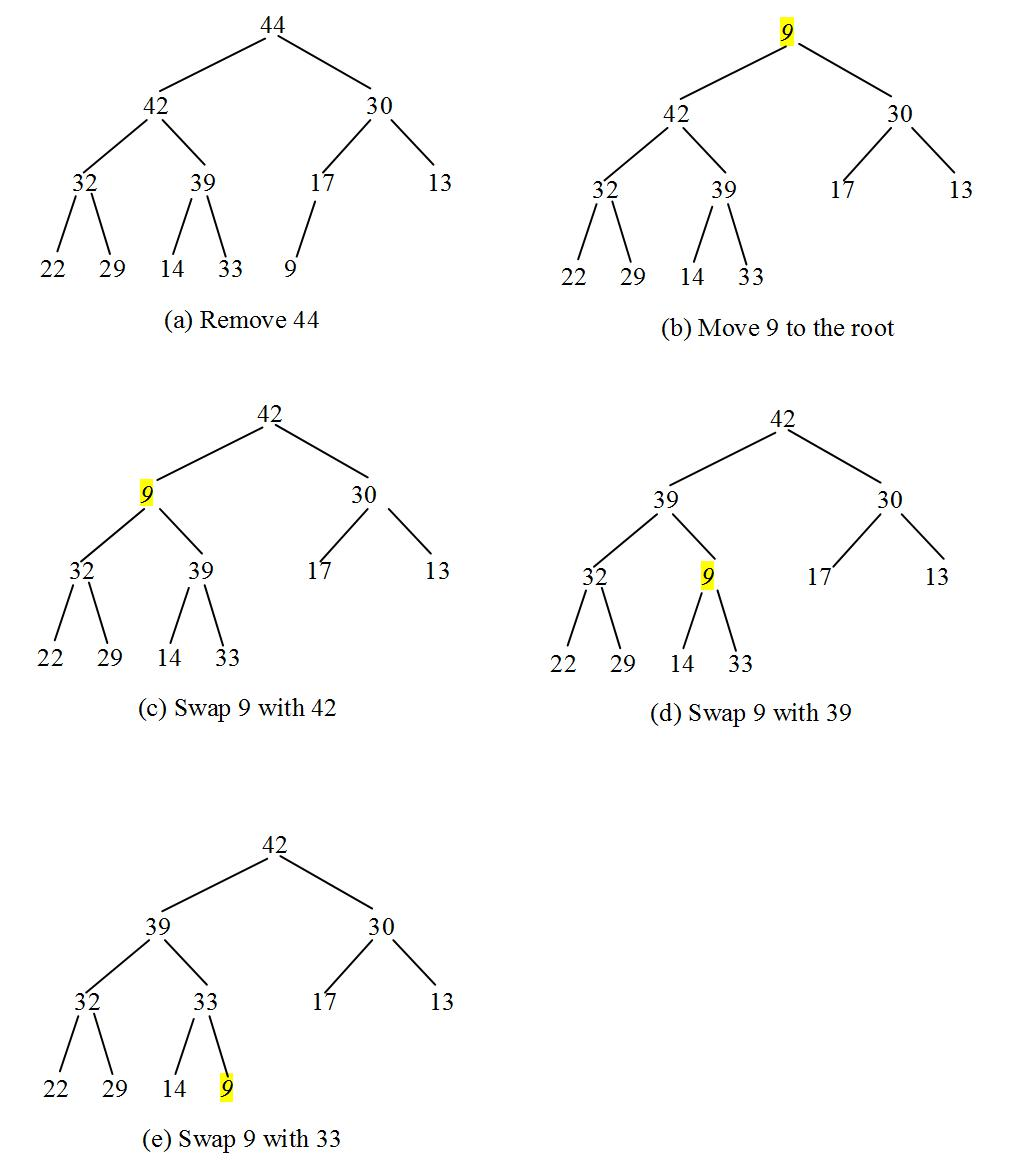 44
42 30
32 39 17 13
22 29 14 33 9
(a) Remove 44
9
42 30
32 39 17 13
22 29 14 33
(b) Move 9 to the root
42
9 30
32 39 17 13
22 29 14 33
(c) Swap 9 with 42
42
39 30
32 9 17 13
22 29 14 33
(d) Swap 9 with 39
42
39 30
32 33 17 13
22 29 14 9
(e) Swap 9 with 33